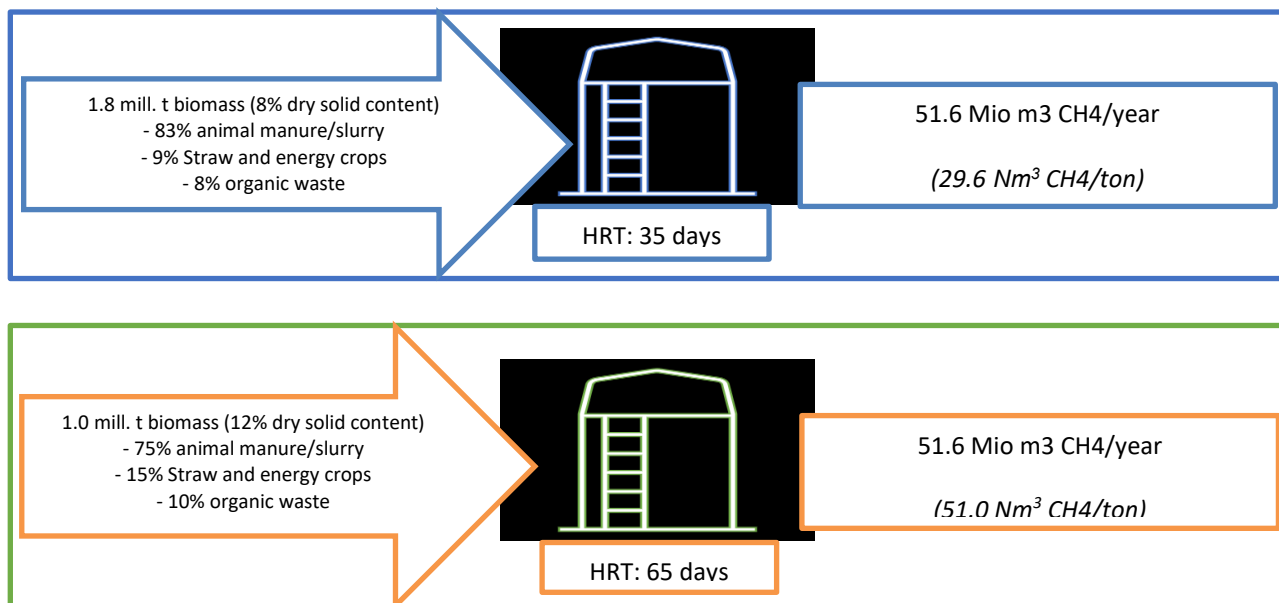 1.8 mill. t biomass (8% dry solid content)
- 83% animal manure/slurry
- 9% Straw and energy crops
- 8% organic waste
HRT: 35 days
51.6 Mio m3 CH4/year
(29.6 Nm³ CH4/ton)
1.0 mill. t biomass (12% dry solid content)
- 75% animal manure/slurry
- 15% Straw and energy crops
- 10% organic waste
HRT: 65 days
51.6 Mio m3 CH4/year
(51.0 Nm³ CH4/ton)